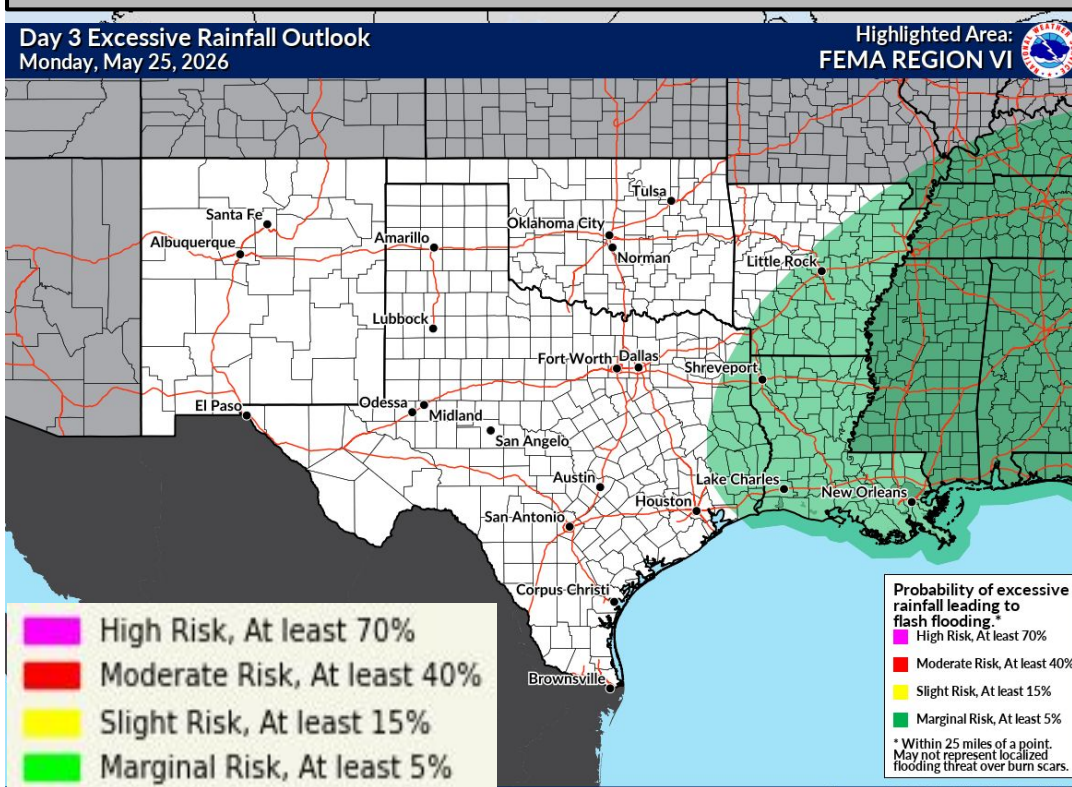 Day 3 Excessive Rainfall Outlook
Monday, May 25, 2026
Highlighted Area:
FEMA REGION VI
Santa Fe
Albuquerque
Amarillo
Tulsa
Oklahoma City
Norman
Little Rock
Lubbock
Fort Worth
Dallas
Shreveport
El Paso
Odessa
Midland
San Angelo
Austin
Houston
Lake Charles
New Orleans
San Antonio
Corpus Christi
Brownsville
High Risk, At least 70%
Moderate Risk, At least 40%
Slight Risk, At least 15%
Marginal Risk, At least 5%
Probability of excessive
rainfall leading to
flash flooding.*
High Risk, At least 70%
Moderate Risk, At least 40%
Slight Risk, At least 15%
Marginal Risk, At least 5%
* Within 25 miles of a point.
May not represent localized
flooding threat over burn scars.